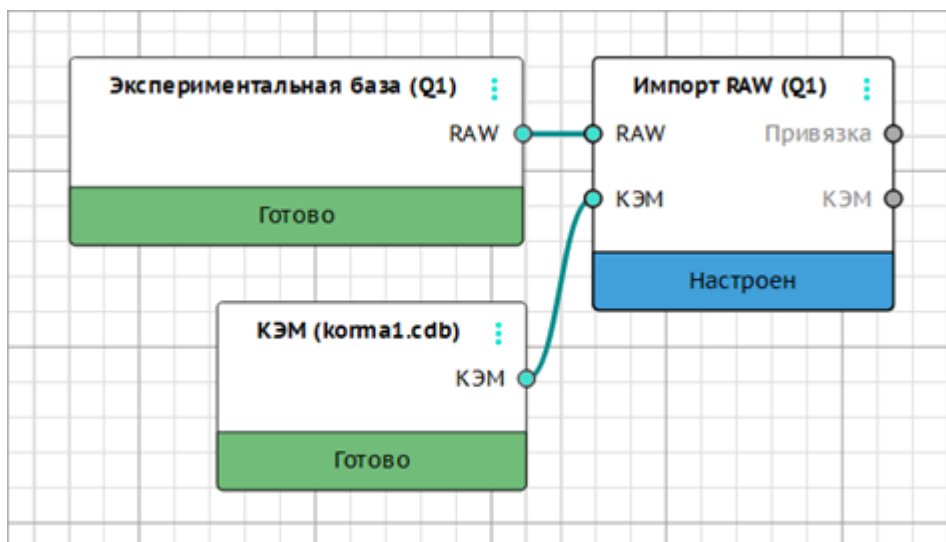 Экспериментальная база (Q1)
RAW
Готово
Импорт RAW (Q1)
RAW Привязка
КЭМ КЭМ
Настроен
КЭМ (korma1.cdb)
КЭМ
Готово